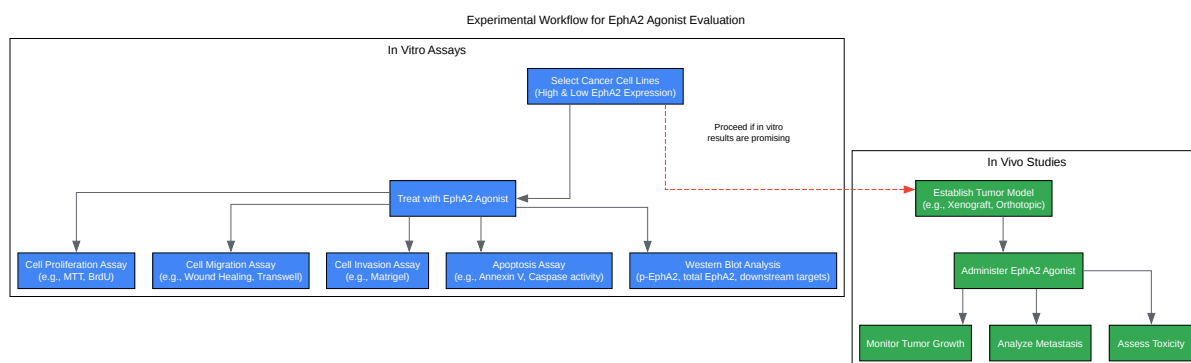 Experimental Workflow for EphA2 Agonist Evaluation
In Vitro Assays
Select Cancer Cell Lines
(High & Low EphA2 Expression)
Proceed if in vitro
results are promising
In Vivo Studies
Treat with EphA2 Agonist
Establish Tumor Model
(e.g., Xenograft, Orthotopic)
Cell Proliferation Assay
(e.g., MTT, BrdU)
Cell Migration Assay
(e.g., Wound Healing, Transwell)
Cell Invasion Assay
(e.g., Matrigel)
Apoptosis Assay
(e.g., Annexin V, Caspase activity)
Western Blot Analysis
(p-EphA2, total EphA2, downstream targets)
Administer EphA2 Agonist
Monitor Tumor Growth
Analyze Metastasis
Assess Toxicity